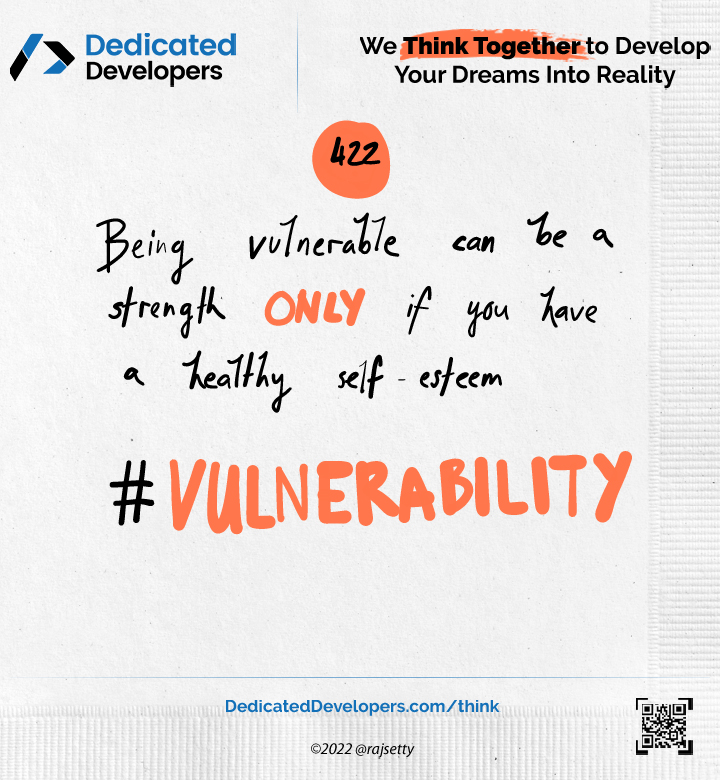 Dedicated
Developers
We Think Together to Develop
Your Dreams Into Reality
422
Being vulnerable can be a
strength ONLY if you have
a healthy self-esteem
#VULNERABILITY
DedicatedDevelopers.com/think
©2022 @rajsetty